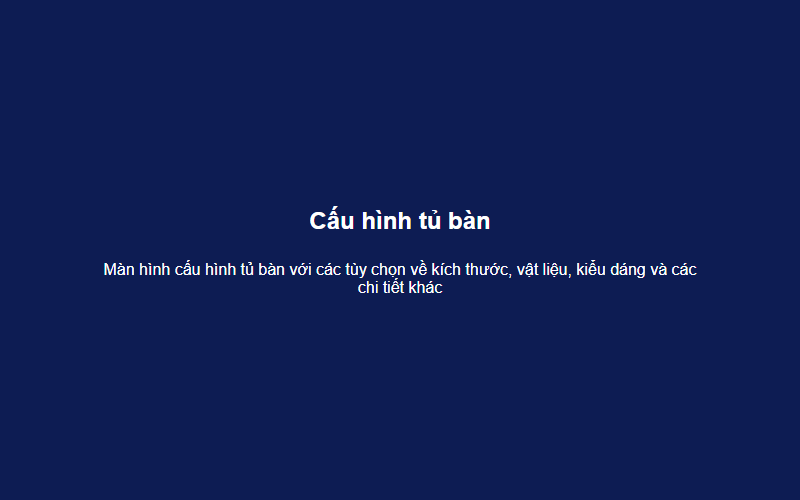 Cấu hình tủ bàn
Màn hình cấu hình tủ bàn với các tùy chọn về kích thước, vật liệu, kiểu dáng và các
chi tiết khác